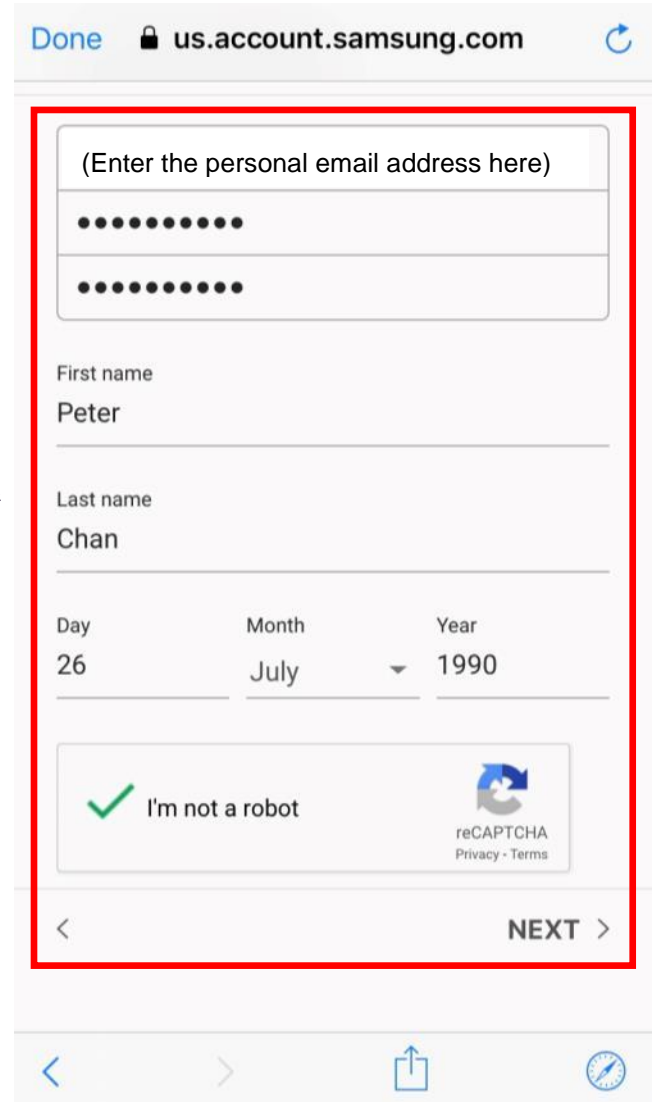 Done us.account.samsung.com
(Enter the personal email address here)
••••••••••
••••••••••
First name
Peter
Last name
Chan
Day Month Year
26 July 1990
I'm not a robot
reCAPTCHA
Privacy - Terms
< NEXT >